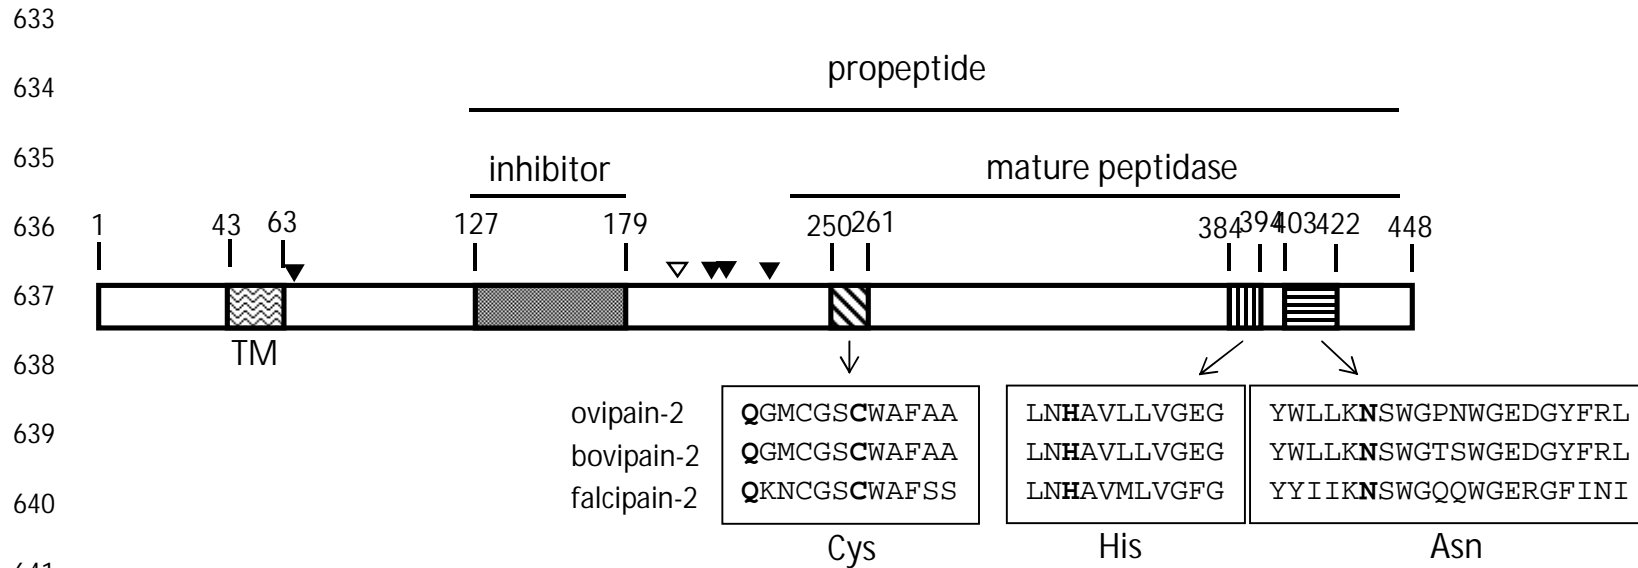 633
634
propeptide
635
inhibitor
mature peptidase
636
1 43 63 127 179 250 261 384 394 403 422 448
637
638
TM
639
ovipain-2 QGMCGSCWAFAA LNHAVLLVGEG YWLLKNSWGPNWGEDGYFRL
bovipain-2 QGMCGSCWAFAA LNHAVLLVGEG YWLLKNSWGTSWGEDGYFRL
640
falcipain-2 QKNCGSCWAFSS LNHAVMLVGFG YYIIKNSWGQQWGERGFINI
Cys His Asn
641